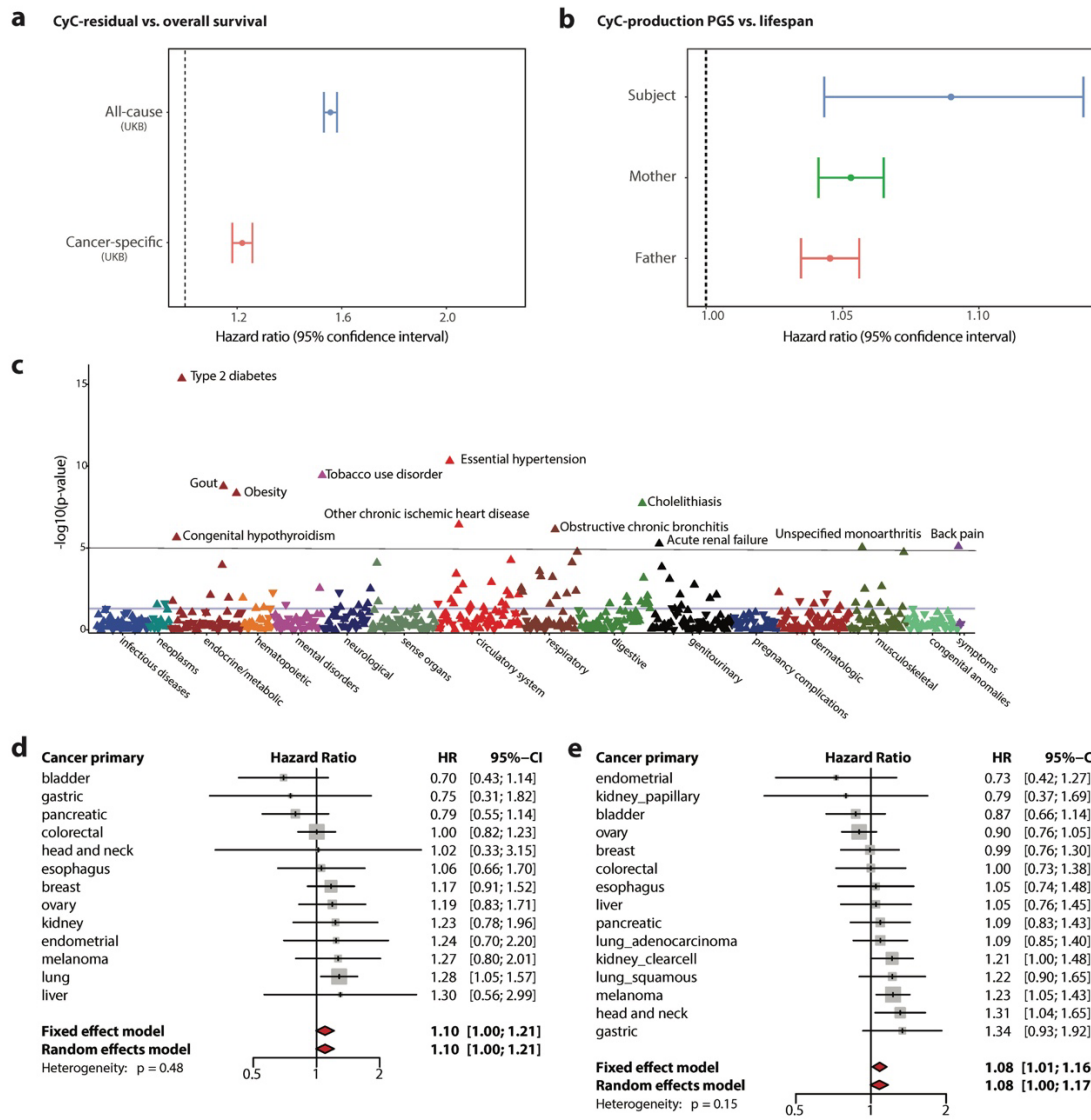 a CyC-residual vs. overall survival
All-cause
(UKB)
Cancer-specific
(UKB)
1.2 1.6 2.0
Hazard ratio (95% confidence interval)
b CyC-production PGS vs. lifespan
Subject
Mother
Father
1.00 1.05 1.10
Hazard ratio (95% confidence interval)
c
-log10(p-value)
15
10
5
0
Type 2 diabetes
Essential hypertension
Tobacco use disorder
Gout
Obesity
Cholelithiasis
Other chronic ischemic heart disease
Obstructive chronic bronchitis
Congenital hypothyroidism
Acute renal failure
Unspecified monoarthritis
Back pain
infectious diseases
neoplasms
endocrine/metabolic
hematopoietic
mental disorders
neurological
sense organs
circulatory system
respiratory
digestive
genitourinary
pregnancy complications
dermatologic
musculoskeletal
congenital anomalies
symptoms
d
Cancer primary Hazard Ratio HR 95%−CI
bladder 0.70 [0.43; 1.14]
gastric 0.75 [0.31; 1.82]
pancreatic 0.79 [0.55; 1.14]
colorectal 1.00 [0.82; 1.23]
head and neck 1.02 [0.33; 3.15]
esophagus 1.06 [0.66; 1.70]
breast 1.17 [0.91; 1.52]
ovary 1.19 [0.83; 1.71]
kidney 1.23 [0.78; 1.96]
endometrial 1.24 [0.70; 2.20]
melanoma 1.27 [0.80; 2.01]
lung 1.28 [1.05; 1.57]
liver 1.30 [0.56; 2.99]
Fixed effect model 1.10 [1.00; 1.21]
Random effects model 1.10 [1.00; 1.21]
Heterogeneity: p = 0.48
0.5 1 2
e
Cancer primary Hazard Ratio HR 95%−C
endometrial 0.73 [0.42; 1.27]
kidney_papillary 0.79 [0.37; 1.69]
bladder 0.87 [0.66; 1.14]
ovary 0.90 [0.76; 1.05]
breast 0.99 [0.76; 1.30]
colorectal 1.00 [0.73; 1.38]
esophagus 1.05 [0.74; 1.48]
liver 1.05 [0.76; 1.45]
pancreatic 1.09 [0.83; 1.43]
lung_adenocarcinoma 1.09 [0.85; 1.40]
kidney_clearcell 1.21 [1.00; 1.48]
lung_squamous 1.22 [0.90; 1.65]
melanoma 1.23 [1.05; 1.43]
head and neck 1.31 [1.04; 1.65]
gastric 1.34 [0.93; 1.92]
Fixed effect model 1.08 [1.01; 1.16
Random effects model 1.08 [1.00; 1.17
Heterogeneity: p = 0.15
0.5 1 2